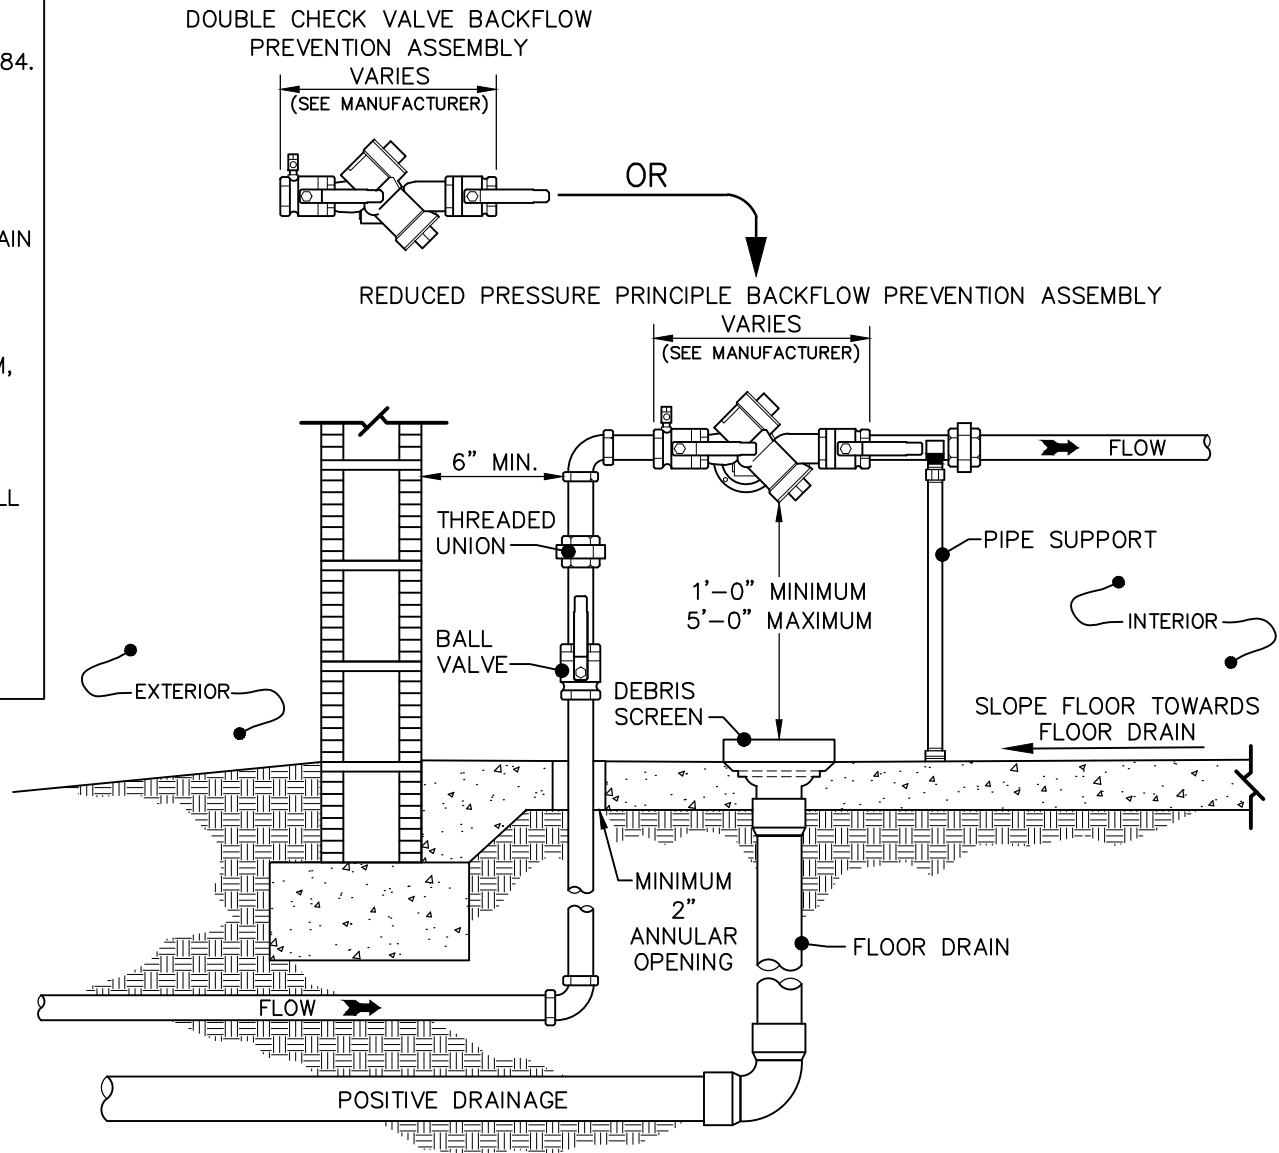 84.
AIN
M,
LL
DOUBLE CHECK VALVE BACKFLOW
PREVENTION ASSEMBLY
VARIES
(SEE MANUFACTURER)
OR
REDUCED PRESSURE PRINCIPLE BACKFLOW PREVENTION ASSEMBLY
VARIES
(SEE MANUFACTURER)
6" MIN.
FLOW
THREADED
UNION
PIPE SUPPORT
1'-0" MINIMUM
5'-0" MAXIMUM
INTERIOR
BALL
VALVE
EXTERIOR
DEBRIS
SCREEN
SLOPE FLOOR TOWARDS
FLOOR DRAIN
MINIMUM
2"
ANNULAR
OPENING
FLOOR DRAIN
FLOW
POSITIVE DRAINAGE